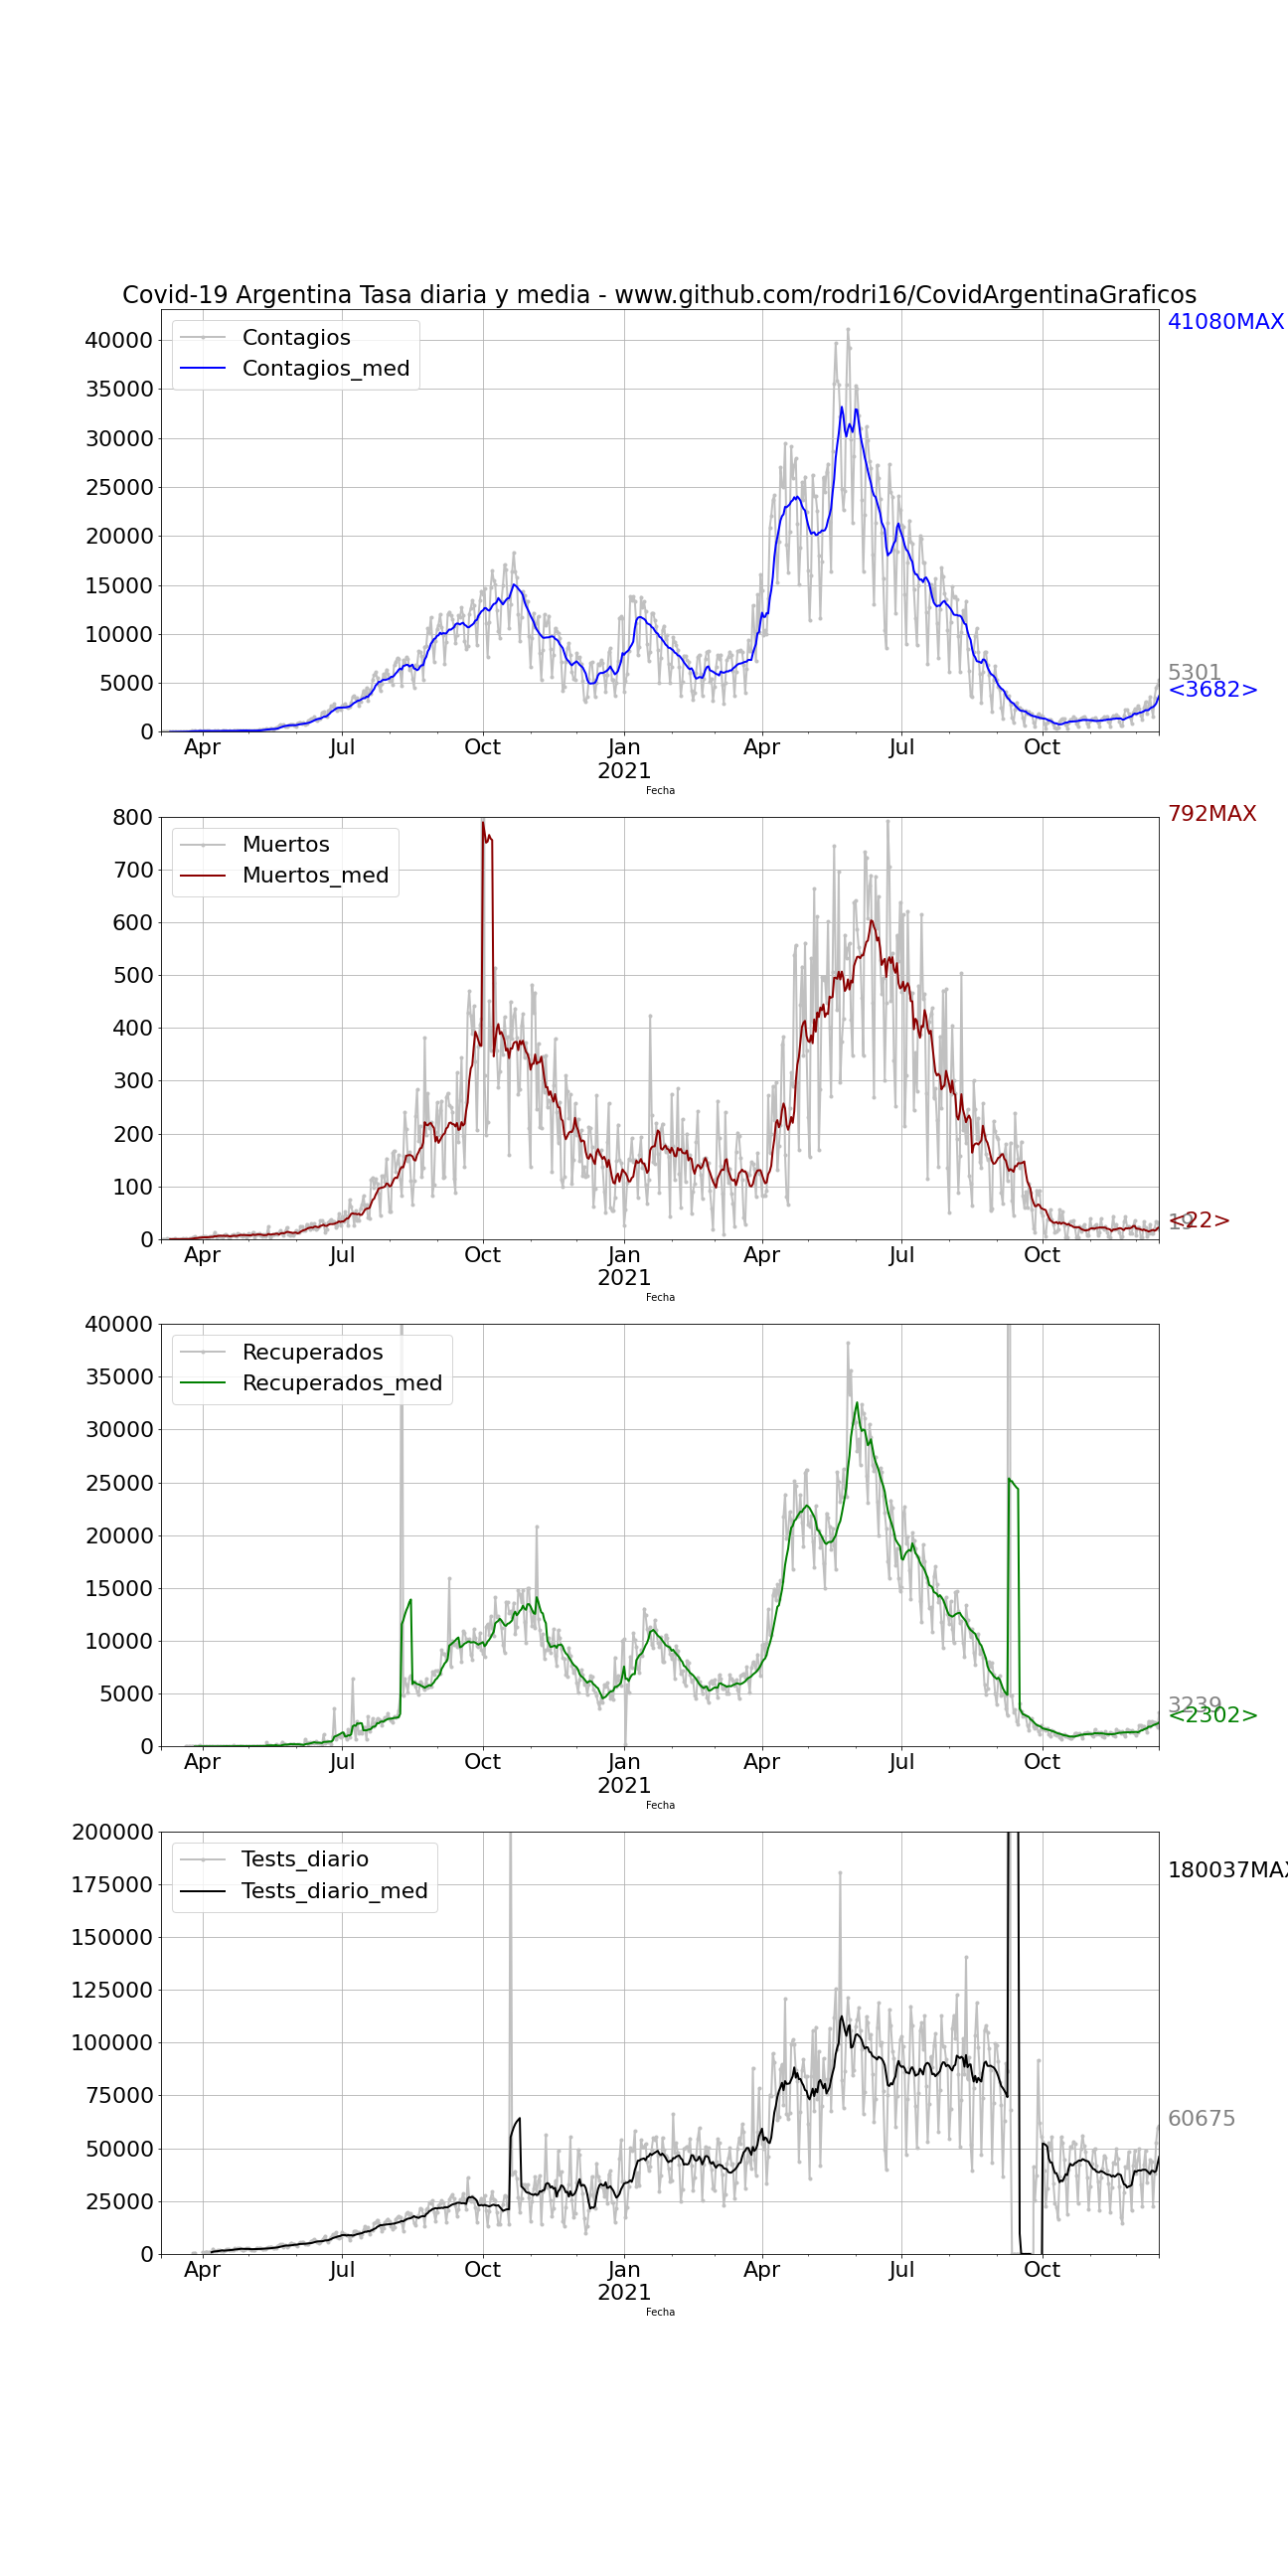 Covid-19 Argentina Tasa diaria y media - www.github.com/rodri16/CovidArgentinaGraficos
41080MAX
Contagios
Contagios_med
40000
35000
30000
25000
20000
15000
10000
5000
0
5301
<3682>
Apr Jul Oct Jan Apr Jul Oct
2021
Fecha
792MAX
Muertos
Muertos_med
800
700
600
500
400
300
200
100
0
19
<22>
Apr Jul Oct Jan Apr Jul Oct
2021
Fecha
Recuperados
Recuperados_med
40000
35000
30000
25000
20000
15000
10000
5000
0
3239
<2302>
Apr Jul Oct Jan Apr Jul Oct
2021
Fecha
Tests_diario
Tests_diario_med
180037MAX
200000
175000
150000
125000
100000
75000
50000
25000
0
60675
Apr Jul Oct Jan Apr Jul Oct
2021
Fecha